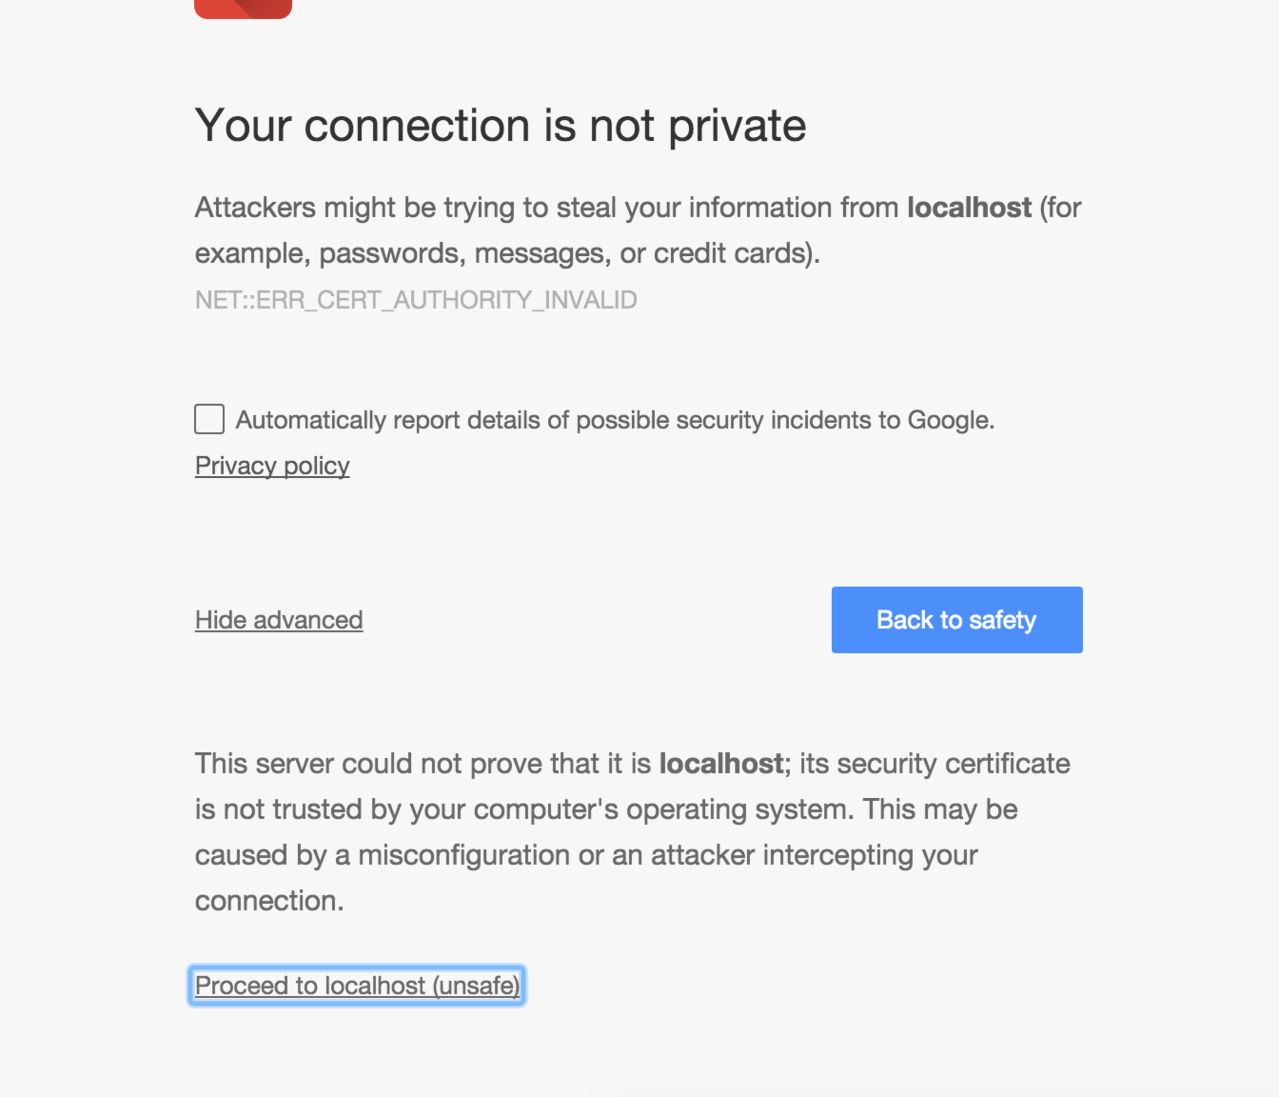 Your connection is not private
Attackers might be trying to steal your information from localhost (for
example, passwords, messages, or credit cards).
NET::ERR_CERT_AUTHORITY_INVALID
Automatically report details of possible security incidents to Google.
Privacy policy
Hide advanced
Back to safety
This server could not prove that it is localhost; its security certificate
is not trusted by your computer's operating system. This may be
caused by a misconfiguration or an attacker intercepting your
connection.
Proceed to localhost (unsafe)